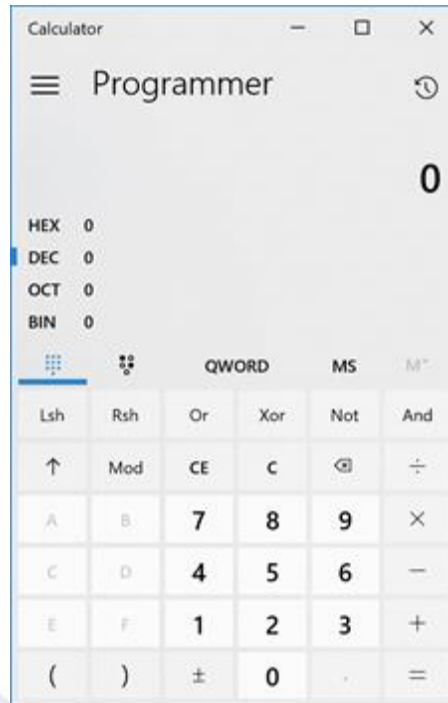 Calculator
Programmer
0
HEX 0
DEC 0
OCT 0
BIN 0
QWORD MS M˅
Lsh Rsh Or Xor Not And
↑ Mod CE C ⌫ ÷
A B 7 8 9 ×
C D 4 5 6 −
E F 1 2 3 +
( ) ± 0 . =